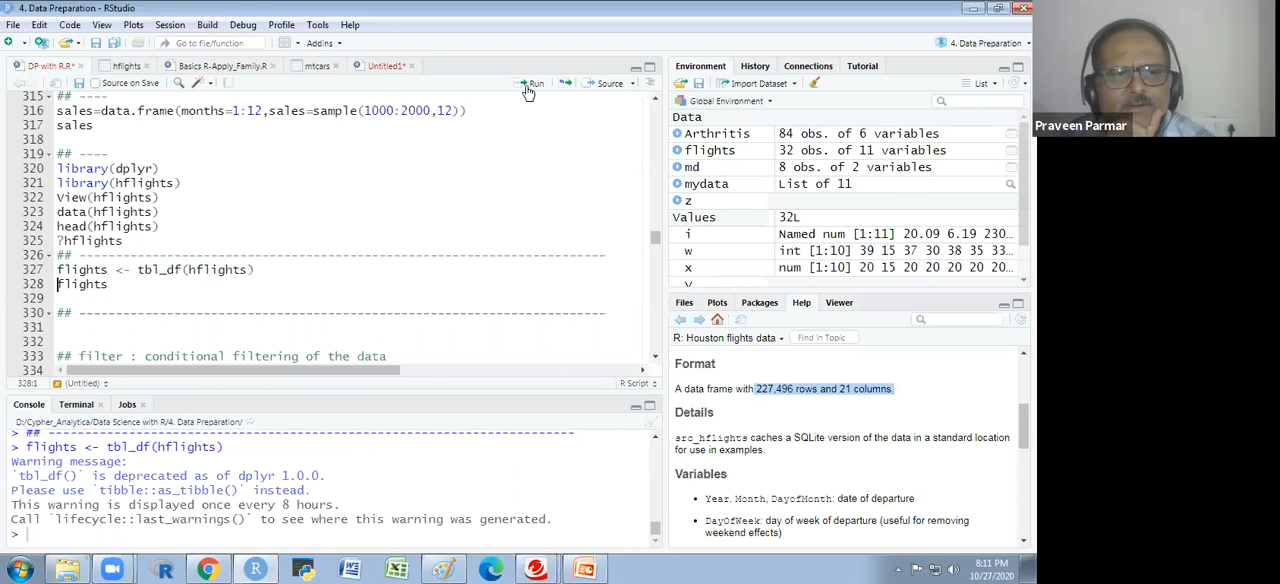 4. Data Preparation - RStudio
File Edit Code View Plots Session Build Debug Profile Tools Help
Go to file/function Addins 4. Data Preparation
DP with R.R* hflights Basics R-Apply_Family.R mtcars Untitled1*
Source on Save Run Source
315 ## ----
316 sales=data.frame(months=1:12,sales=sample(1000:2000,12))
317 sales
318
319 ## ----
320 library(dplyr)
321 library(hflights)
322 View(hflights)
323 data(hflights)
324 head(hflights)
325 ?hflights
326 ## --------------------------------------------------------------------------
327 flights <- tbl_df(hflights)
328 flights
329
330 ## --------------------------------------------------------------------------
331
332
333 ## filter : conditional filtering of the data
334
328:1 (Untitled) R Script
Console Terminal Jobs
D:/Cypher_Analytica/Data Science with R/4. Data Preparation/
> ## --------------------------------------------------------------------------
> flights <- tbl_df(hflights)
Warning message:
`tbl_df()` is deprecated as of dplyr 1.0.0.
Please use `tibble::as_tibble()` instead.
This warning is displayed once every 8 hours.
Call `lifecycle::last_warnings()` to see where this warning was generated.
>
Environment History Connections Tutorial
Import Dataset List
Global Environment
Data
Arthritis 84 obs. of 6 variables
flights 32 obs. of 11 variables
md 8 obs. of 2 variables
mydata List of 11
z
Values 32L
i Named num [1:11] 20.09 6.19 230…
w int [1:10] 39 15 37 30 38 35 33…
x num [1:10] 20 15 20 20 20 20 20…
Files Plots Packages Help Viewer
R: Houston flights data Find in Topic
Format
A data frame with 227,496 rows and 21 columns.
Details
src_hflights caches a SQLite version of the data in a standard location
for use in examples.
Variables
• Year, Month, DayofMonth: date of departure
• DayOfWeek: day of week of departure (useful for removing
weekend effects)
Praveen Parmar
8:11 PM
10/27/2020